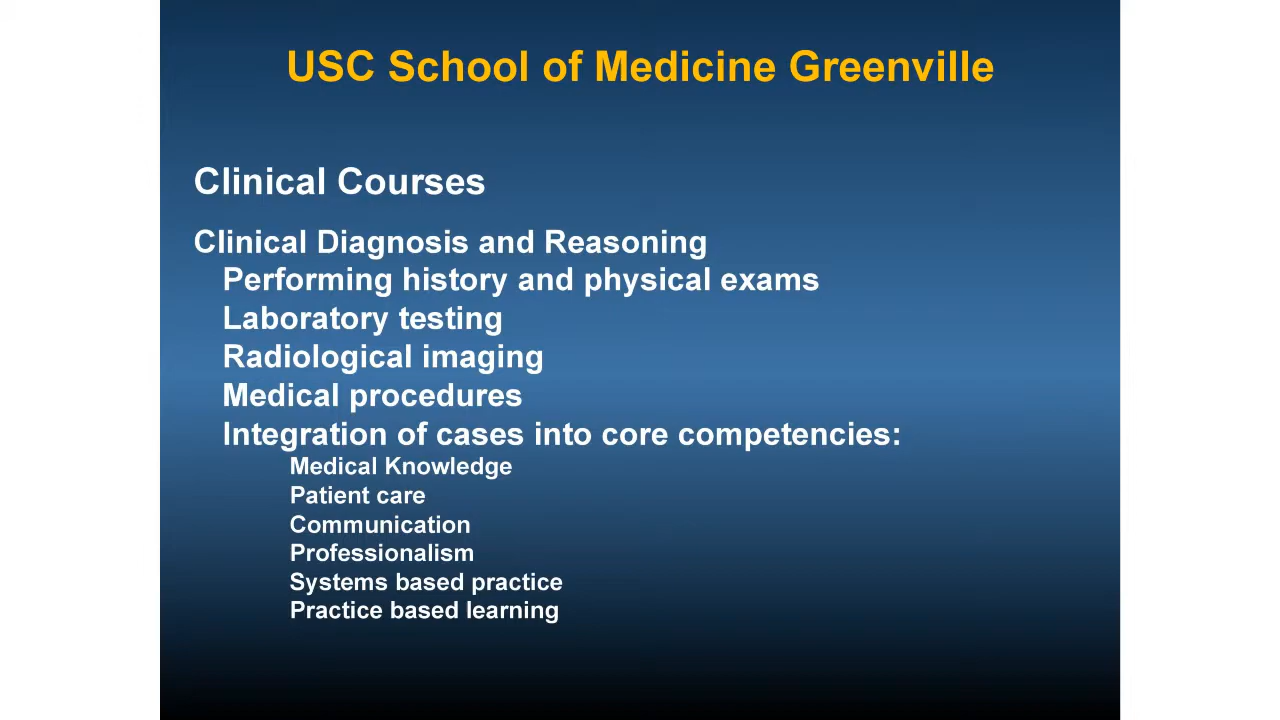 USC School of Medicine Greenville
Clinical Courses
Clinical Diagnosis and Reasoning
Performing history and physical exams
Laboratory testing
Radiological imaging
Medical procedures
Integration of cases into core competencies:
Medical Knowledge
Patient care
Communication
Professionalism
Systems based practice
Practice based learning